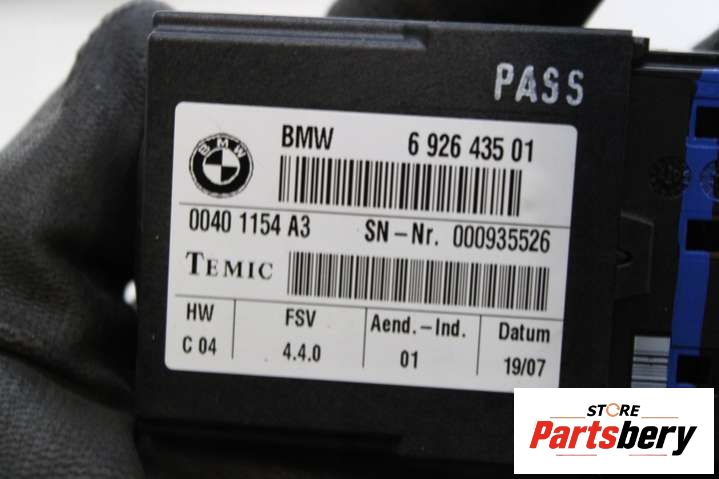 PASS
BMW
BMW 6 926 435 01
0040 1154 A3 SN-Nr. 000935526
TEMIC
HW FSV Aend.-Ind. Datum
C 04 4.4.0 01 19/07
STORE
Partsbery